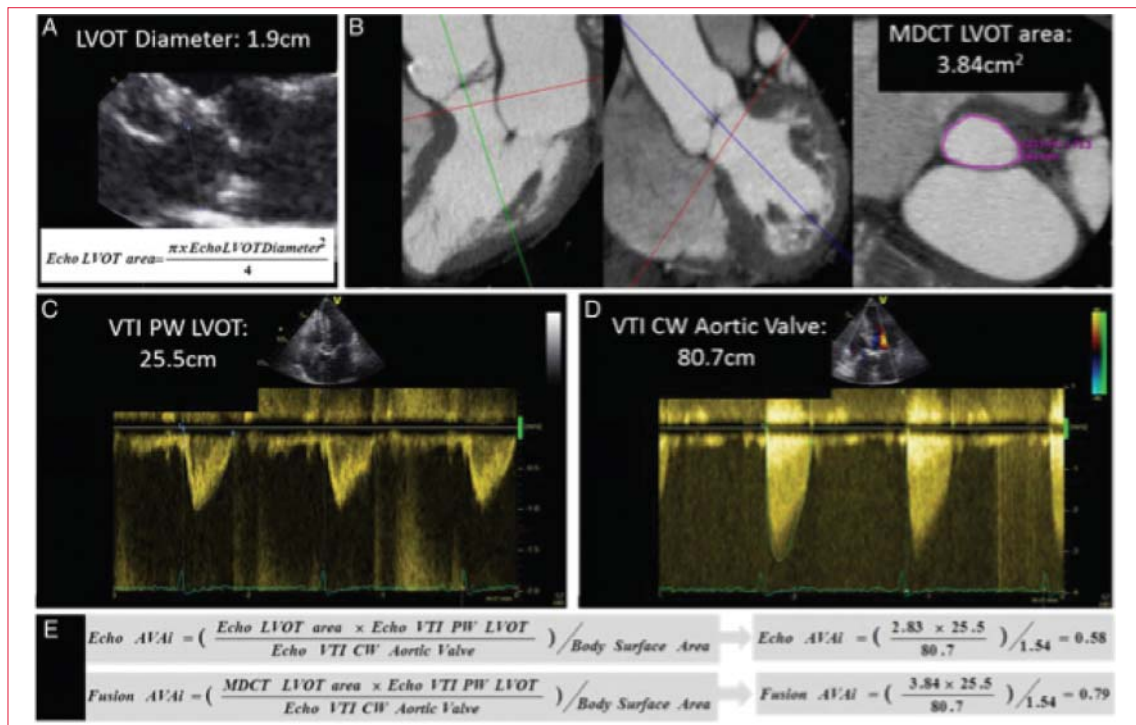 A
LVOT Diameter: 1.9cm
Echo LVOT area=πxEchoLVOTDiameter²/4
B
MDCT LVOT area:
3.84cm²
C
VTI PW LVOT:
25.5cm
D
VTI CW Aortic Valve:
80.7cm
E
Echo AVAi = (Echo LVOT area × Echo VTI PW LVOT/Echo VTI CW Aortic Valve)/Body Surface Area
Echo AVAi = (2.83 × 25.5/80.7)/1.54 = 0.58
Fusion AVAi = (MDCT LVOT area × Echo VTI PW LVOT/Echo VTI CW Aortic Valve)/Body Surface Area
Fusion AVAi = (3.84 × 25.5/80.7)/1.54 = 0.79